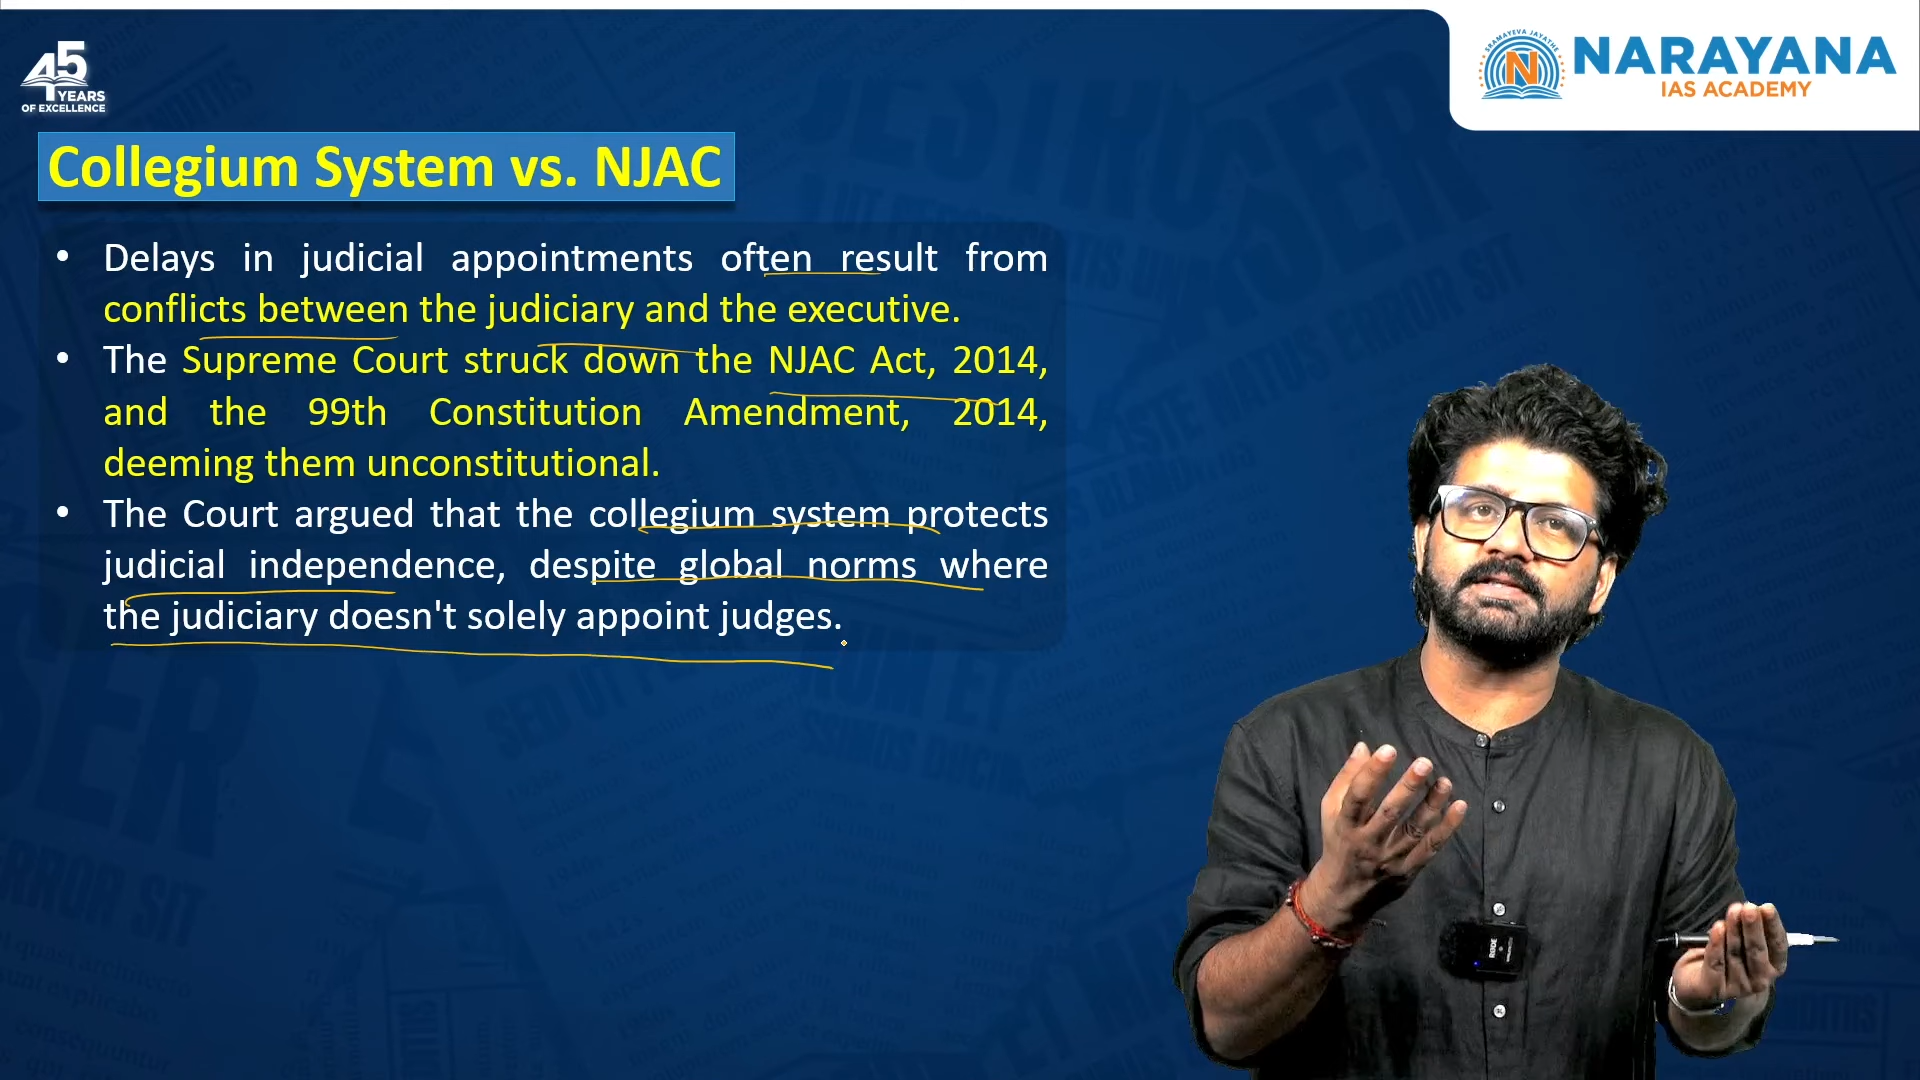 45
YEARS
OF EXCELLENCE
SRAMAYEVA JAYATHE
N
NARAYANA
IAS ACADEMY
Collegium System vs. NJAC
• Delays in judicial appointments often result from
conflicts between the judiciary and the executive.
• The Supreme Court struck down the NJAC Act, 2014,
and the 99th Constitution Amendment, 2014,
deeming them unconstitutional.
• The Court argued that the collegium system protects
judicial independence, despite global norms where
the judiciary doesn't solely appoint judges.
RØDE